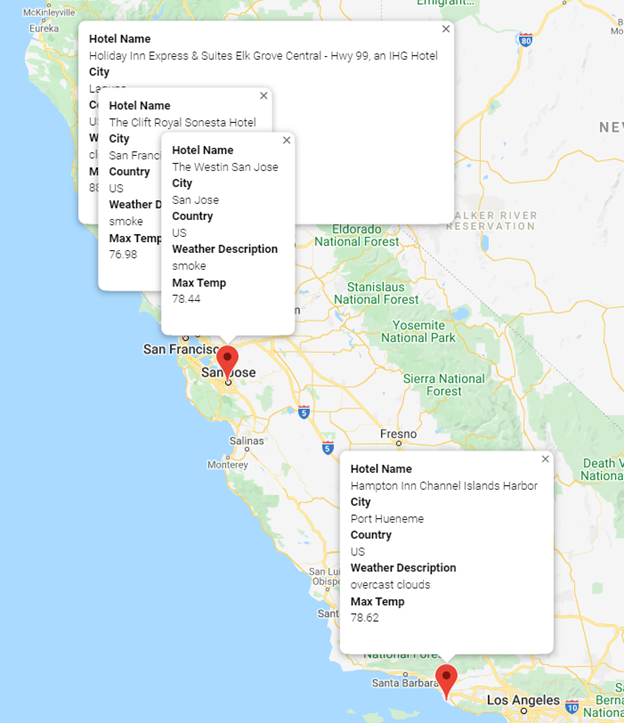 Emigrant...
McKinleyville
Eureka
80
NE
Hotel Name
Holiday Inn Express & Suites Elk Grove Central - Hwy 99, an IHG Hotel
City
Country
US
88
Hotel Name
The Clift Royal Sonesta Hotel
City
San Franci
Country
US
Weather D
smoke
Max Temp
76.98
Hotel Name
The Westin San Jose
City
San Jose
Country
US
Weather Description
smoke
Max Temp
78.44
WALKER RIVER
RESERVATION
Eldorado
National Forest
Stanislaus
National Forest
Yosemite
National Park
Sierra National
Forest
San Francisco
San Jose
5
5
Salinas
Monterey
Fresno
Death V
Nationa
Hotel Name
Hampton Inn Channel Islands Harbor
City
Port Hueneme
Country
US
Weather Description
overcast clouds
Max Temp
78.62
San Lui
Obispo
Sant
National Forest
Santa Barbara
Los Angeles
10
San
Natio